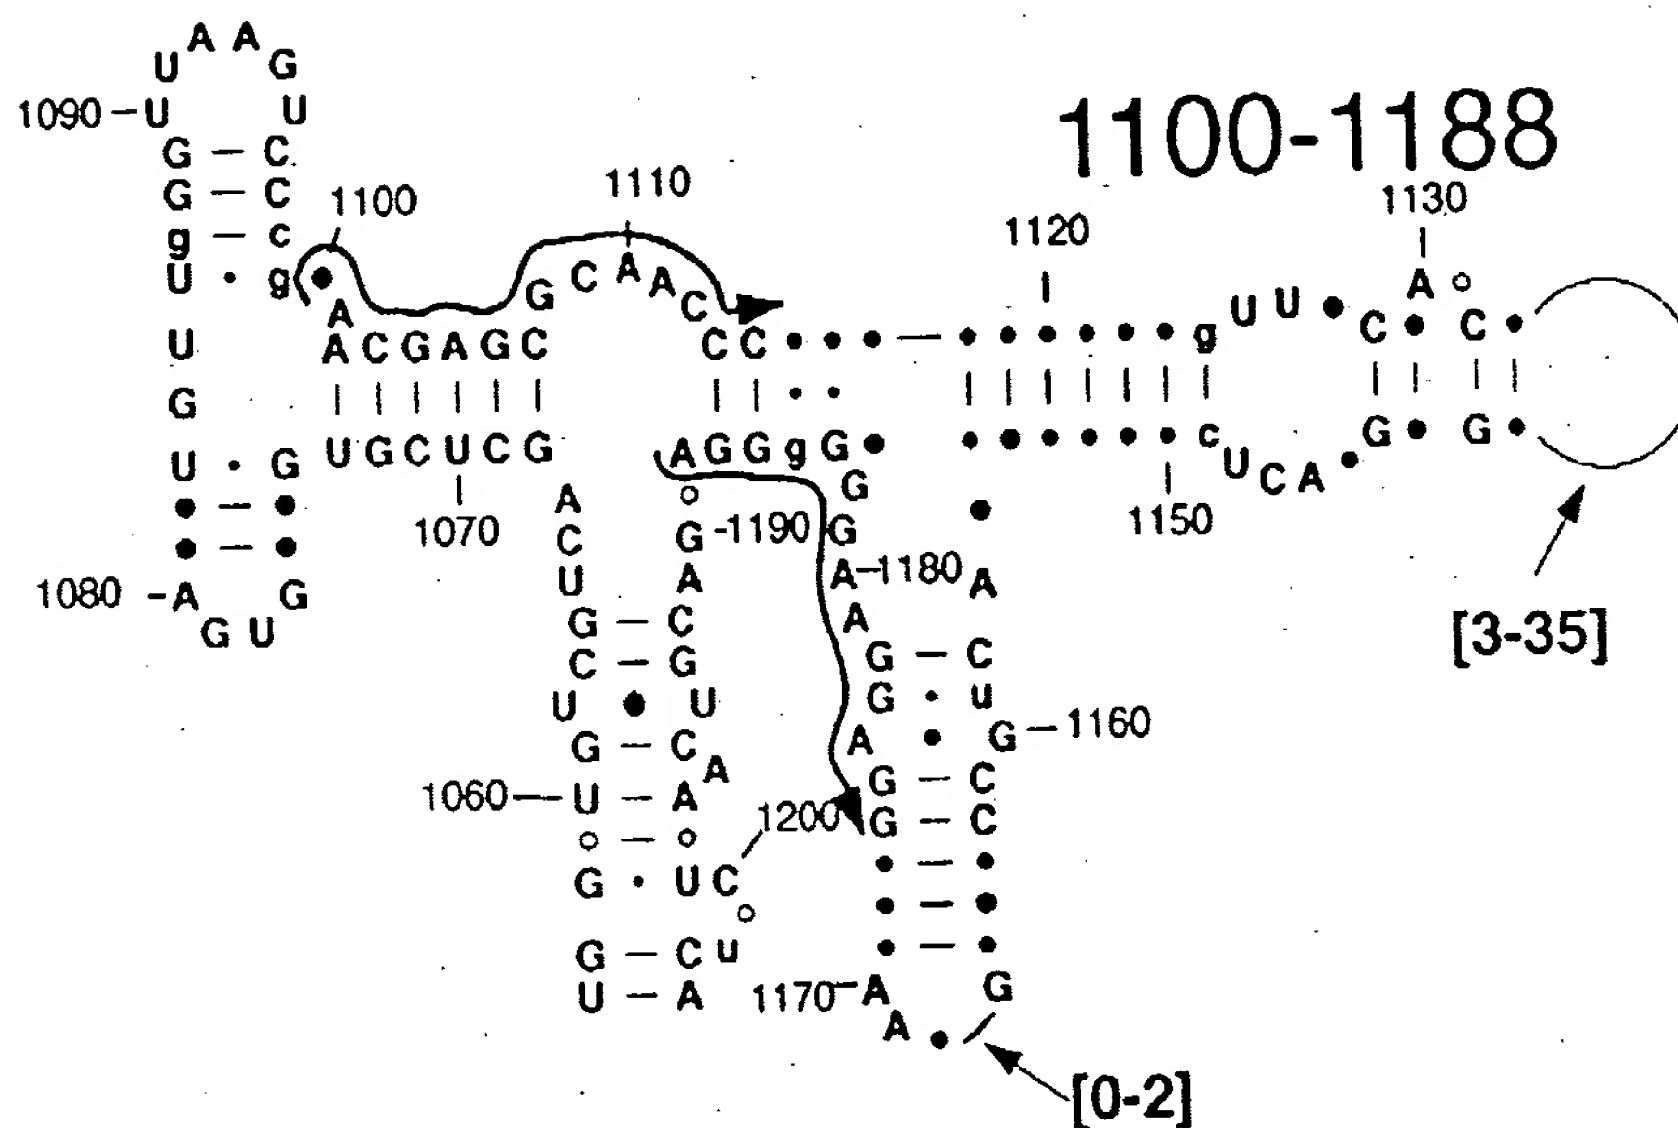 A A
U G
1090 U U
G C
G C
1100-1188
1100
1110
1130
1120
g c
U g
A
G C A A C
A
U A C G A G C C C g U U C C
G
U G U G C U C G A G G g G c G G
U C A
G
1070 A 1150
C G 1190 G
U A A 1180 A
1080 A G
G U
G C A
[3-35]
C G G C
U U G u
G C A G 1160
A
1060 U A G C
1200 G C
G U C
G C u
U A 1170 A G
A
[0-2]